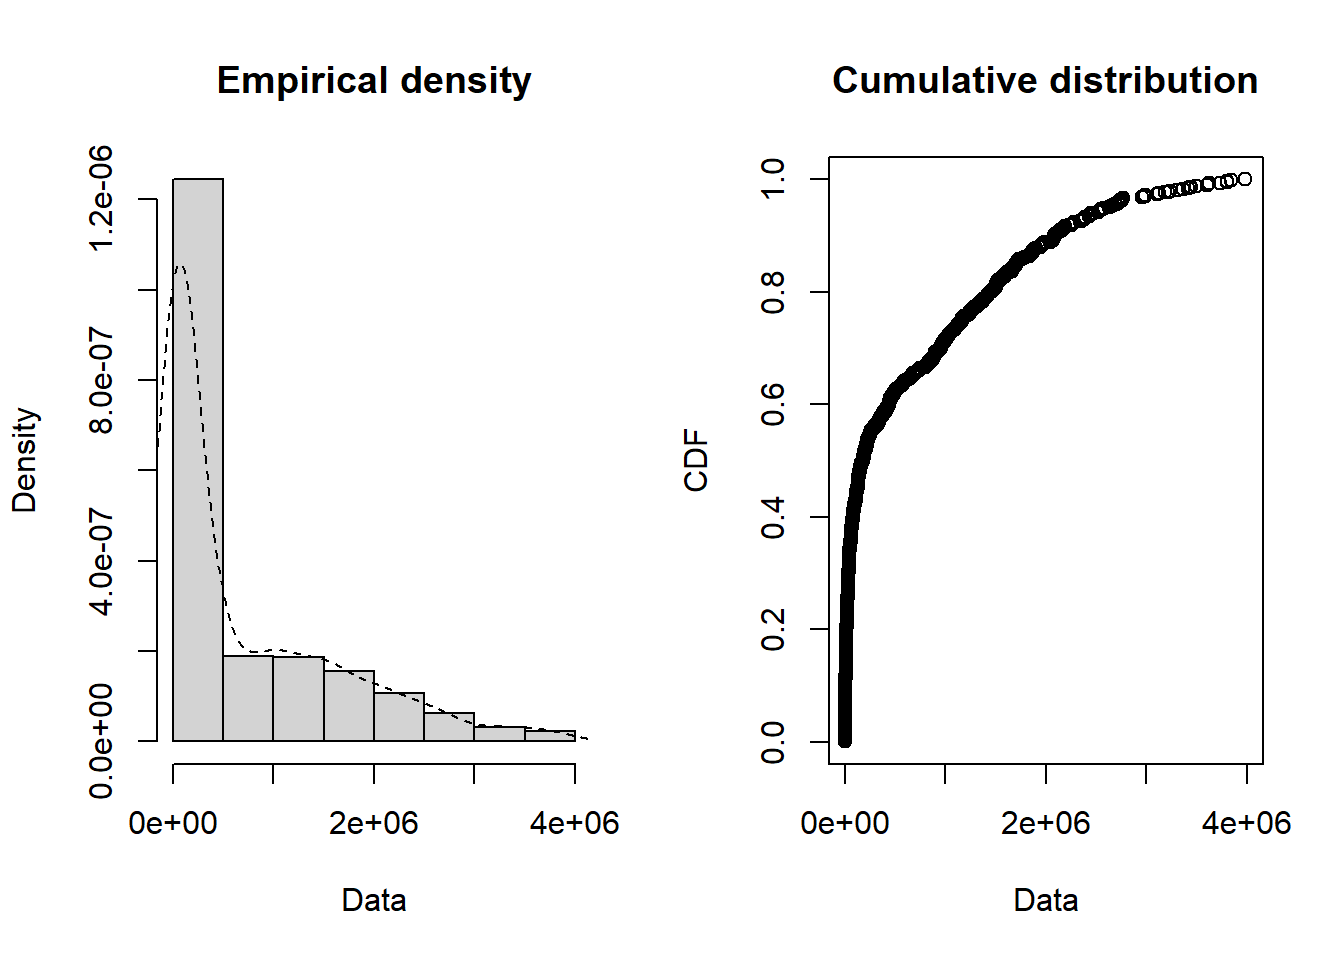 Empirical density
Density
0.0e+00
4.0e-07
8.0e-07
1.2e-06
0e+00
2e+06
4e+06
Data
Cumulative distribution
CDF
0.0
0.2
0.4
0.6
0.8
1.0
0e+00
2e+06
4e+06
Data